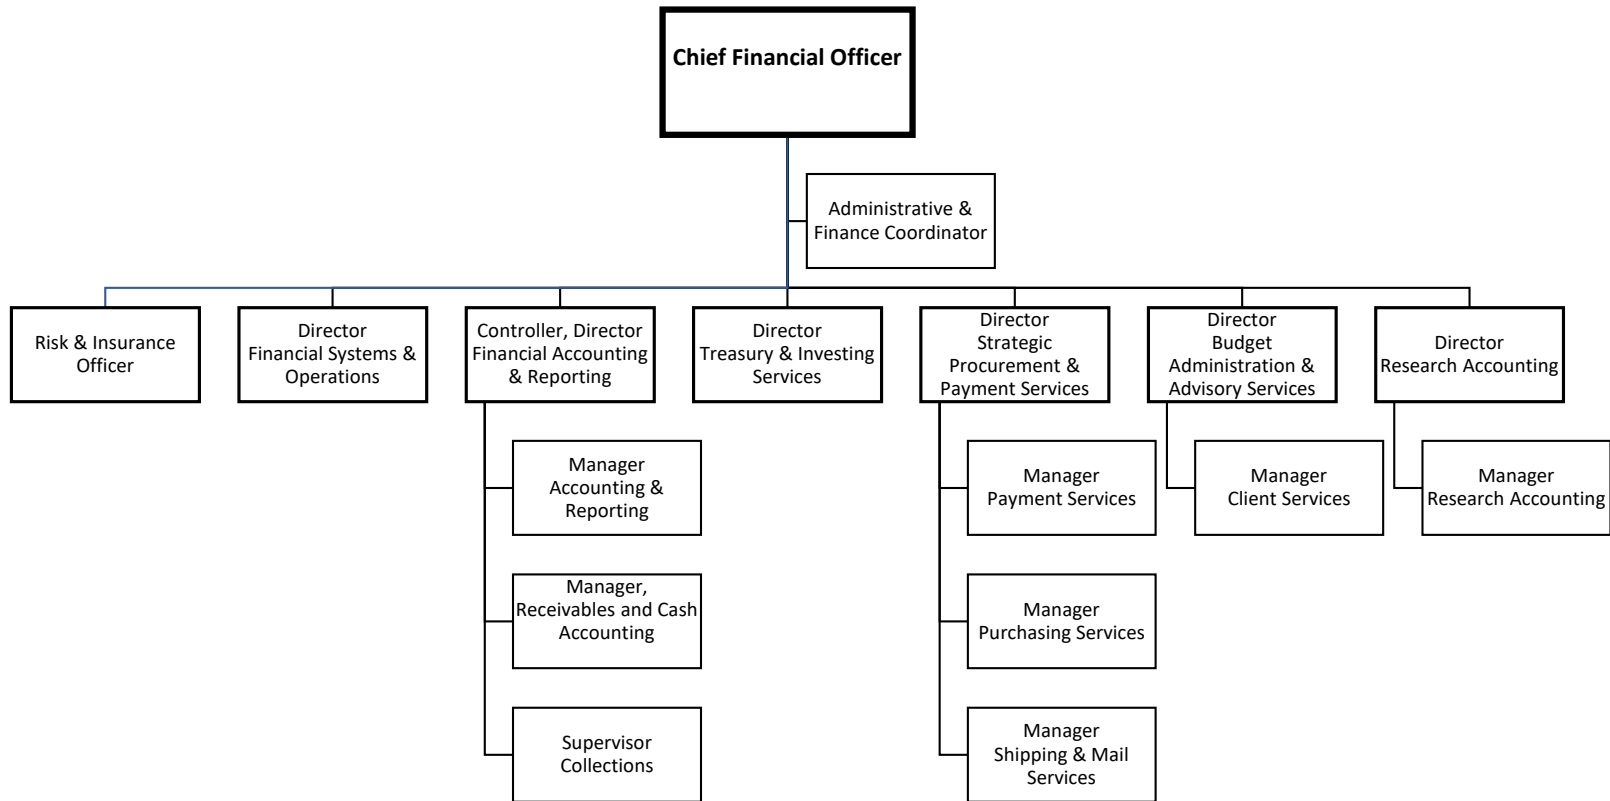 Chief Financial Officer
Administrative &
Finance Coordinator
Risk & Insurance
Officer
Director
Financial Systems &
Operations
Controller, Director
Financial Accounting
& Reporting
Director
Treasury & Investing
Services
Director
Strategic
Procurement &
Payment Services
Director
Budget
Administration &
Advisory Services
Director
Research Accounting
Manager
Accounting &
Reporting
Manager,
Receivables and Cash
Accounting
Supervisor
Collections
Manager
Payment Services
Manager
Purchasing Services
Manager
Shipping & Mail
Services
Manager
Client Services
Manager
Research Accounting